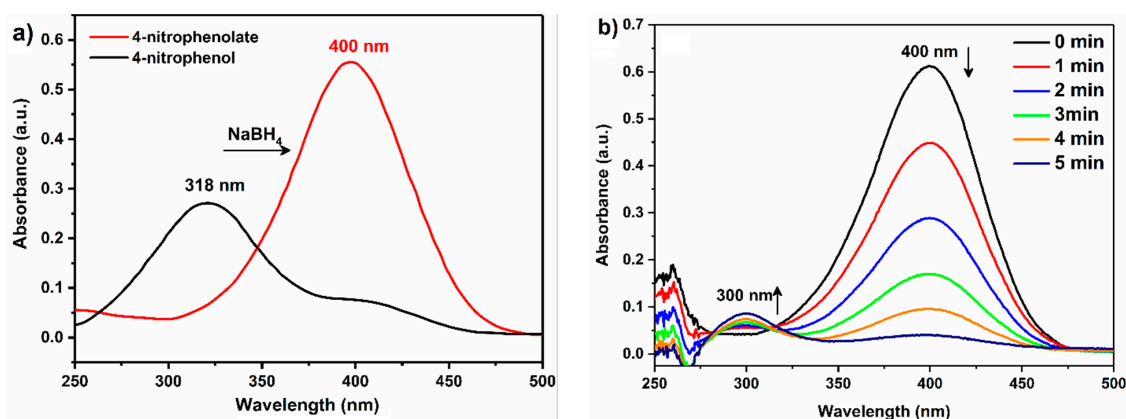 a)
4-nitrophenolate
4-nitrophenol
400 nm
NaBH4
318 nm
Absorbance (a.u.)
0.6
0.5
0.4
0.3
0.2
0.1
0.0
250 300 350 400 450 500
Wavelength (nm)
b)
400 nm
0 min
1 min
2 min
3min
4 min
5 min
300 nm
Absorbance (a.u.)
0.7
0.6
0.5
0.4
0.3
0.2
0.1
0.0
250 300 350 400 450 500
Wavelength (nm)